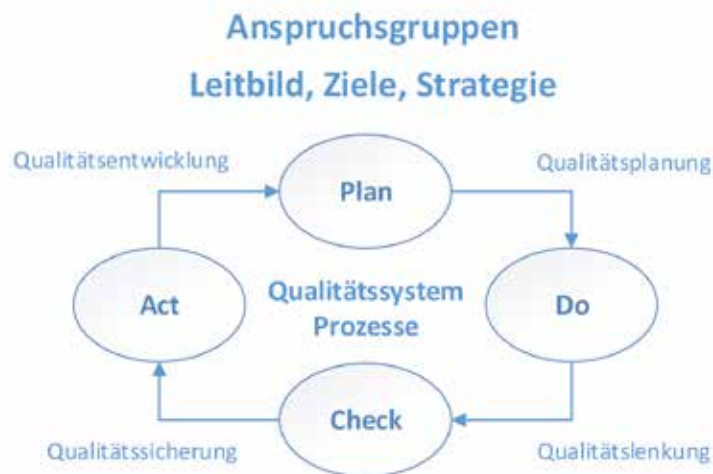 Anspruchsgruppen
Leitbild, Ziele, Strategie
Qualitätsentwicklung
Qualitätsplanung
Plan
Act
Qualitätssystem
Prozesse
Do
Check
Qualitätssicherung
Qualitätslenkung